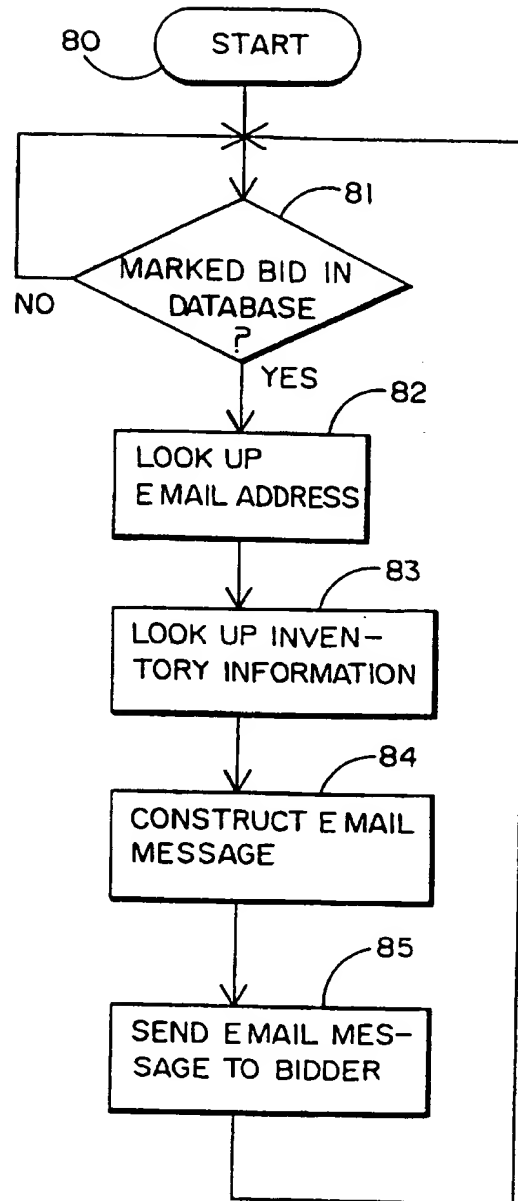 80
START
81
MARKED BID IN
DATABASE
?
NO
YES
82
LOOK UP
E MAIL ADDRESS
83
LOOK UP INVEN-
TORY INFORMATION
84
CONSTRUCT E MAIL
MESSAGE
85
SEND E MAIL MES-
SAGE TO BIDDER